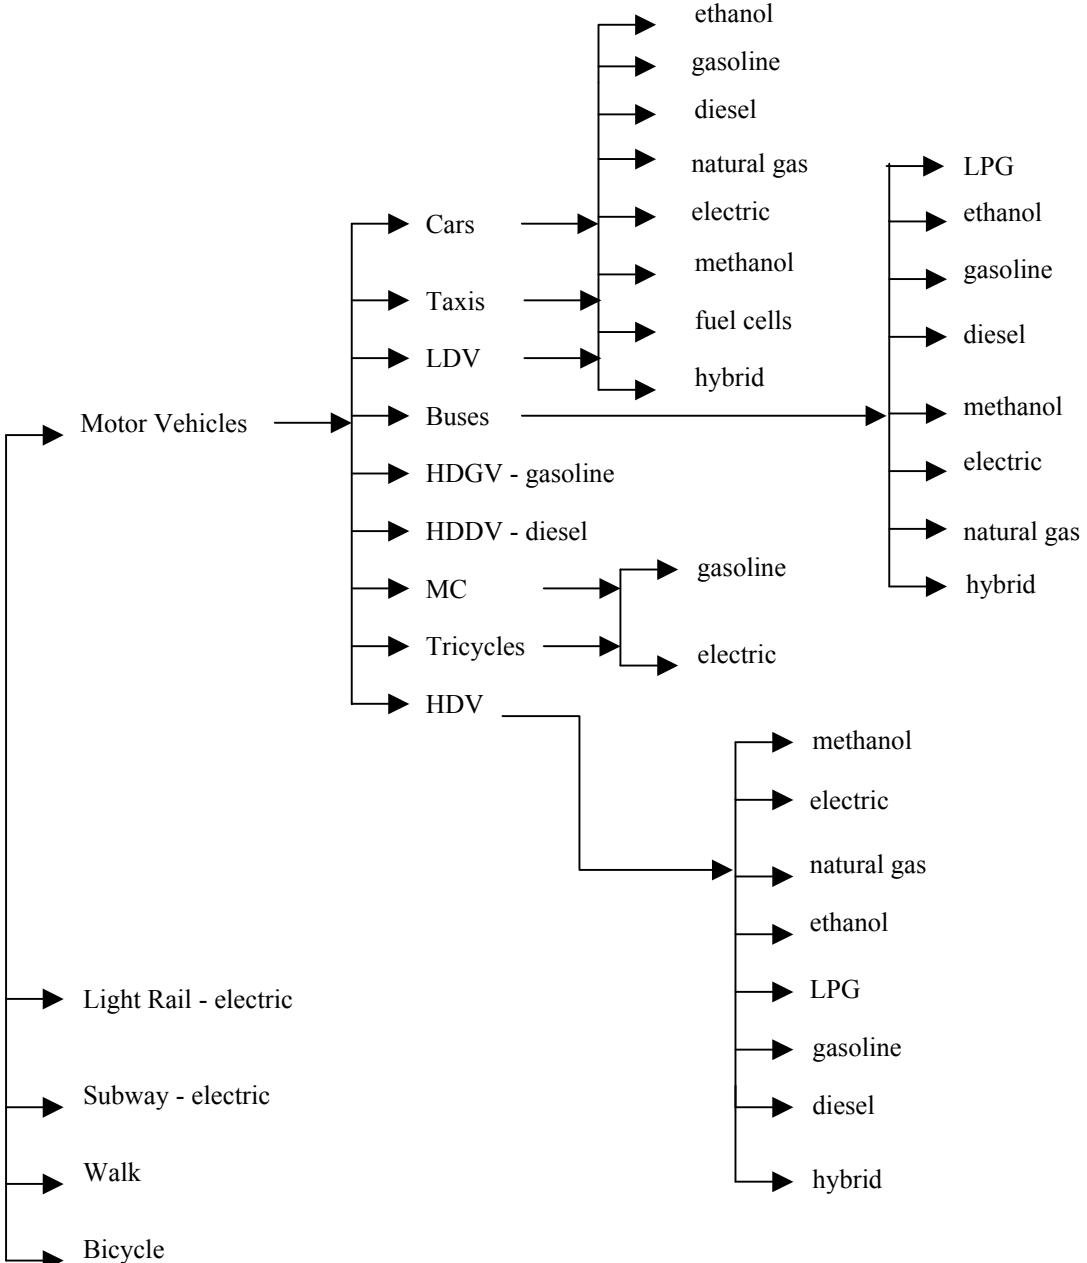 ethanol
gasoline
diesel
natural gas
electric
methanol
fuel cells
hybrid
LPG
ethanol
gasoline
diesel
methanol
electric
natural gas
hybrid
Cars
Taxis
LDV
Buses
HDGV - gasoline
HDDV - diesel
MC
Tricycles
HDV
Motor Vehicles
gasoline
electric
methanol
electric
natural gas
ethanol
LPG
gasoline
diesel
hybrid
Light Rail - electric
Subway - electric
Walk
Bicycle